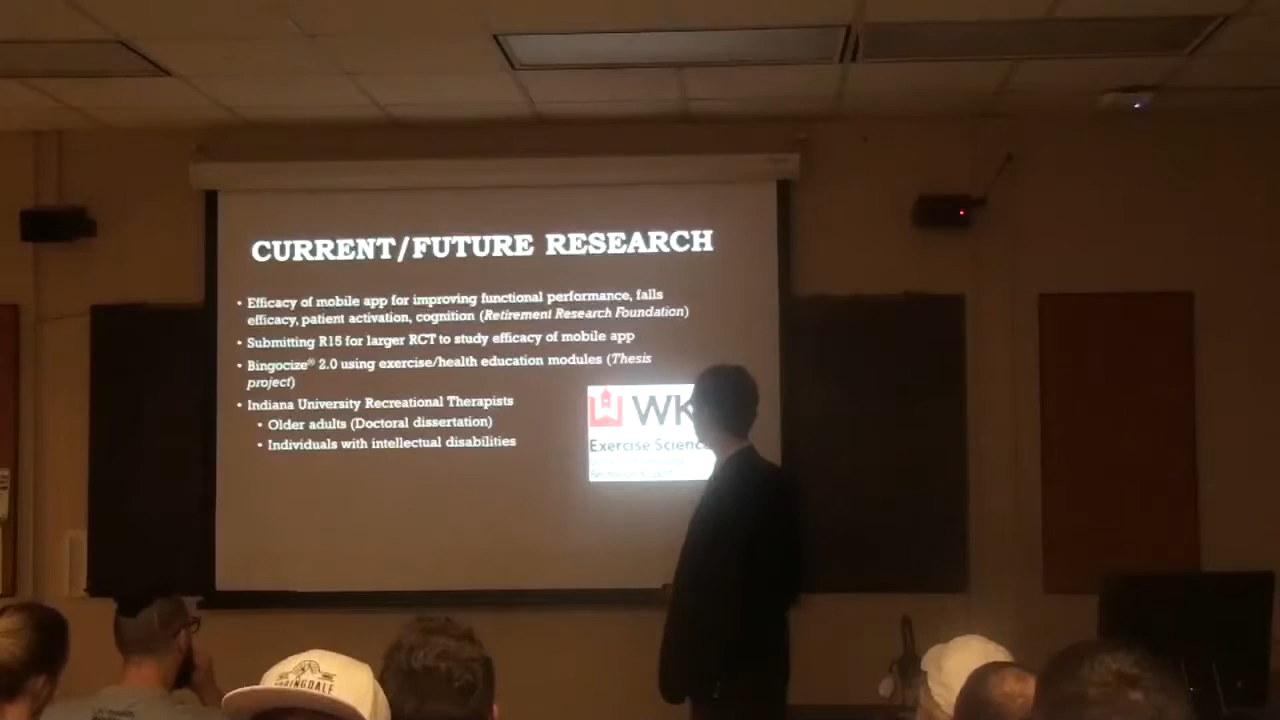 CURRENT/FUTURE RESEARCH
• Efficacy of mobile app for improving functional performance, falls
efficacy, patient activation, cognition (Retirement Research Foundation)
• Submitting R15 for larger RCT to study efficacy of mobile app
• Bingocize® 2.0 using exercise/health education modules (Thesis
project)
• Indiana University Recreational Therapists
• Older adults (Doctoral dissertation)
• Individuals with intellectual disabilities
WK
Exercise Scienc